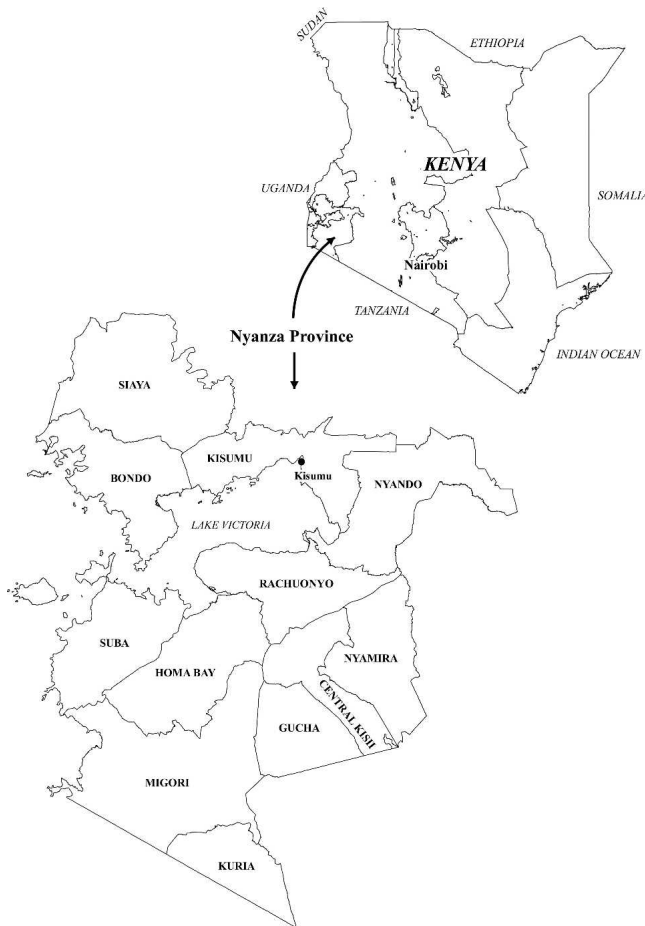 SUDAN
ETHIOPIA
KENYA
UGANDA
SOMALIA
Nairobi
TANZANIA
Nyanza Province
INDIAN OCEAN
SIAYA
KISUMU
Kisumu
BONDO
NYANDO
LAKE VICTORIA
RACHUONYO
SUBA
NYAMIRA
HOMA BAY
CENTRAL KISII
GUCHA
MIGORI
KURIA